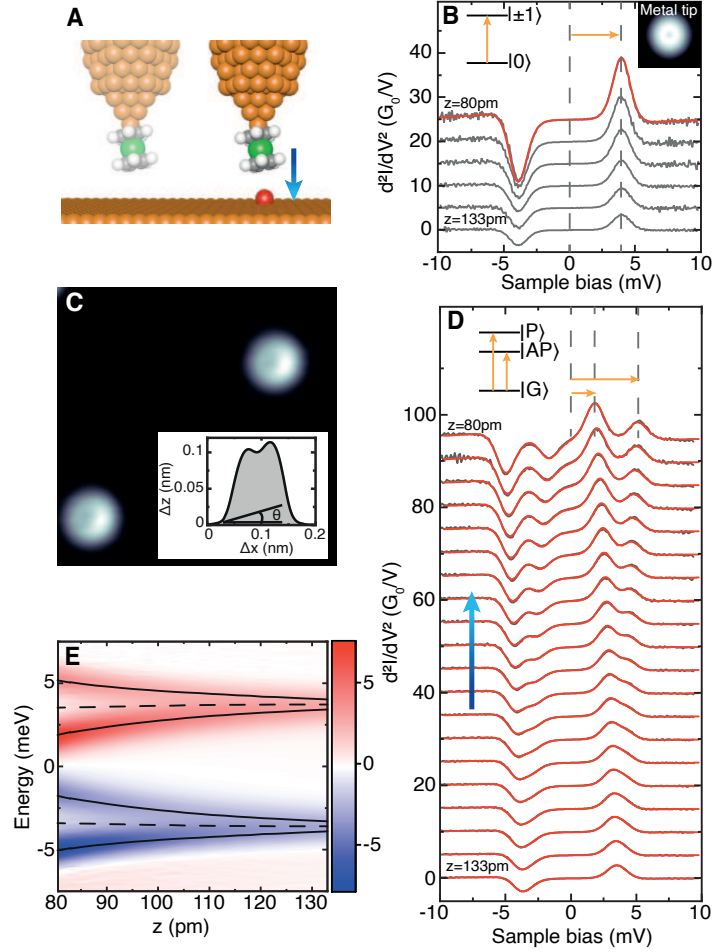 A
B
Metal tip
|±1⟩
|0⟩
z=80pm
z=133pm
d²I/dV² (G₀/V)
40
30
20
10
0
-10 -5 0 5 10
Sample bias (mV)
C
Δz (nm)
0.1
0.05
0
θ
0 0.1 0.2
Δx (nm)
D
|P⟩
|AP⟩
|G⟩
z=80pm
z=133pm
d²I/dV² (G₀/V)
100
80
60
40
20
0
-10 -5 0 5 10
Sample bias (mV)
E
Energy (meV)
5
0
-5
80 90 100 110 120 130
z (pm)
5
0
-5